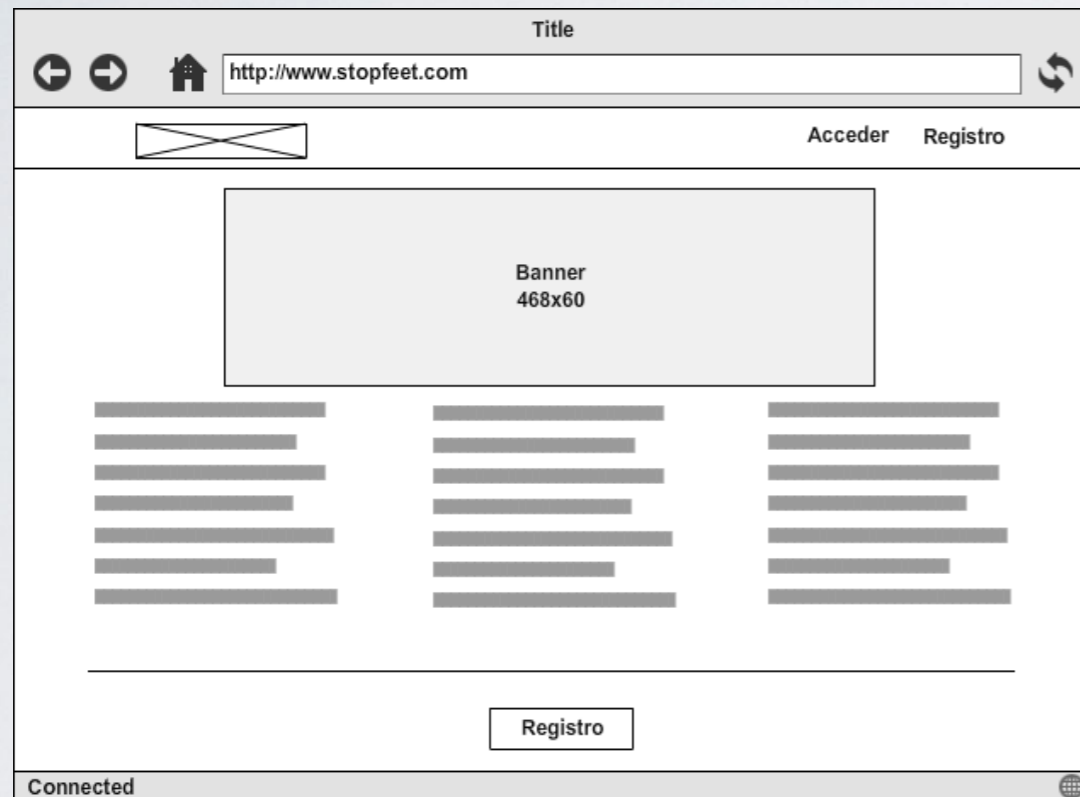 Title
http://www.stopfeet.com
Acceder Registro
Banner
468x60
Registro
Connected